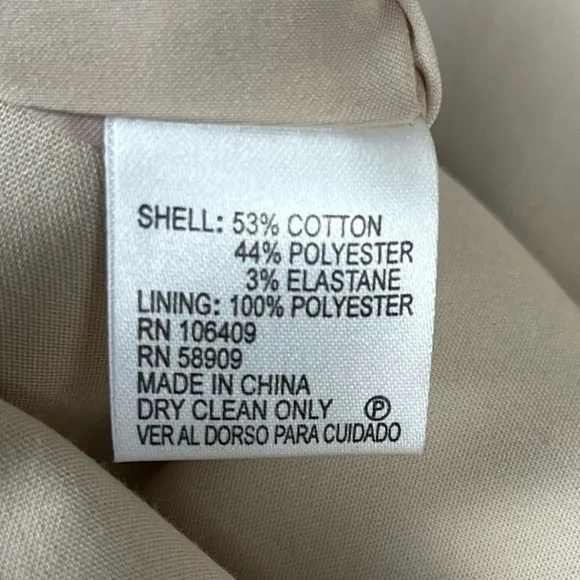 SHELL: 53% COTTON
44% POLYESTER
3% ELASTANE
LINING: 100% POLYESTER
RN 106409
RN 58909
MADE IN CHINA
DRY CLEAN ONLY Ⓟ
VER AL DORSO PARA CUIDADO